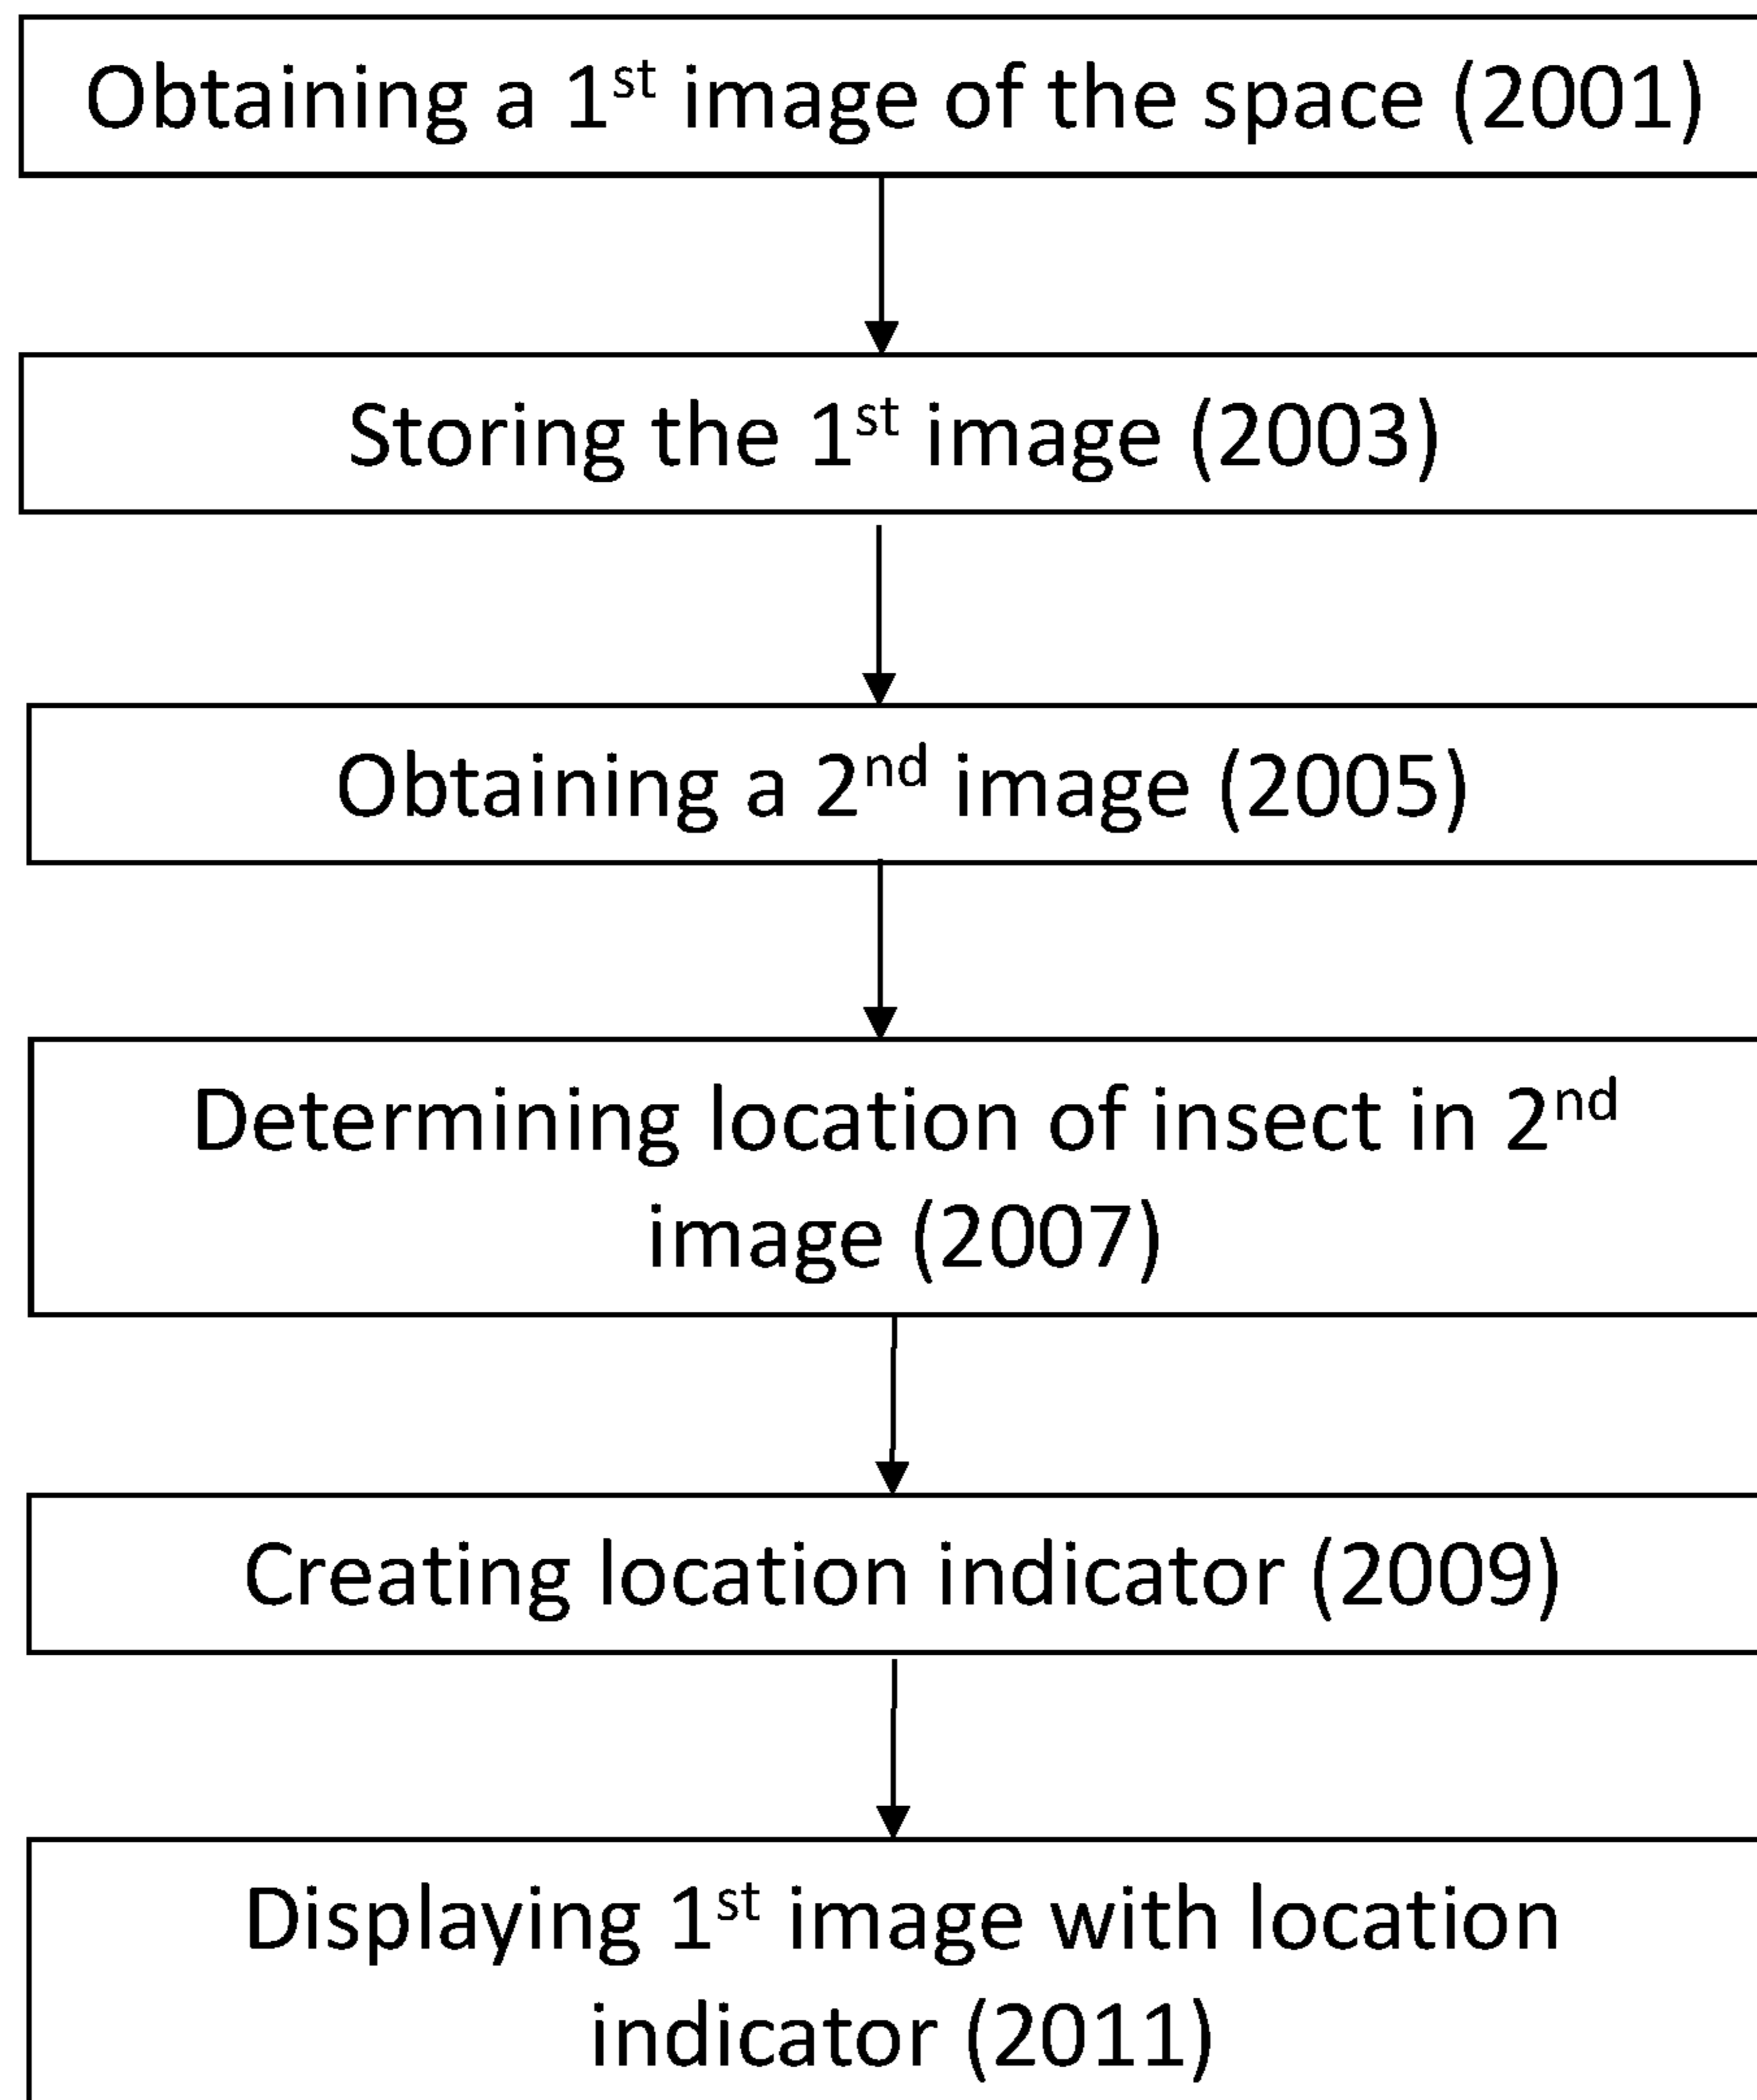 Obtaining a 1st image of the space (2001)
Storing the 1st image (2003)
Obtaining a 2nd image (2005)
Determining location of insect in 2nd
image (2007)
Creating location indicator (2009)
Displaying 1st image with location
indicator (2011)